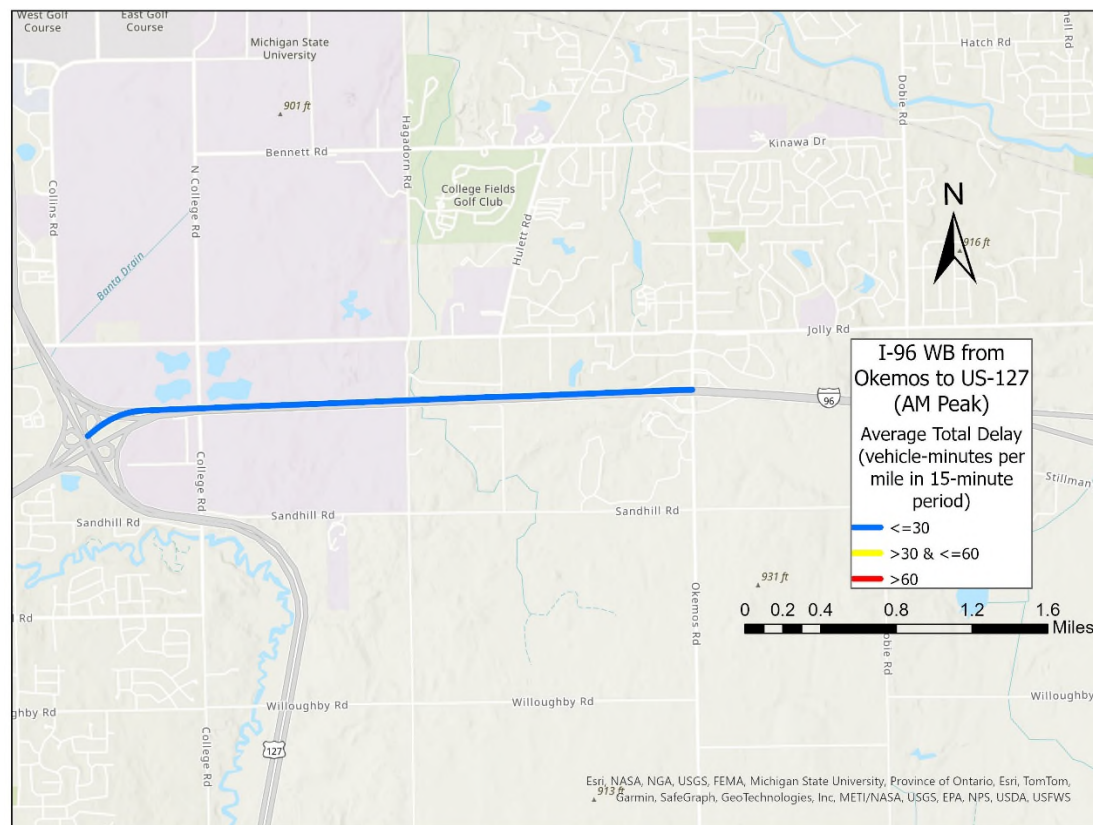 West Golf
Course
East Golf
Course
Michigan State
University
901 ft
Bennett Rd
Collins Rd
N College Rd
Banta Drain
Hagadorn Rd
College Fields
Golf Club
Hulett Rd
Kinawa Dr
Dobie Rd
Hatch Rd
N
916 ft
Jolly Rd
96
I-96 WB from
Okemos to US-127
(AM Peak)
Average Total Delay
(vehicle-minutes per
mile in 15-minute
period)
<=30
>30 & <=60
>60
Stillman
College Rd
Sandhill Rd
Sandhill Rd
Sandhill Rd
931 ft
0 0.2 0.4 0.8 1.2 1.6
Miles
Okemos Rd
Willoughby Rd
Willoughby Rd
Willoughby
ghby Rd
127
College Rd
913 ft
Esri, NASA, NGA, USGS, FEMA, Michigan State University, Province of Ontario, Esri, TomTom,
Garmin, SafeGraph, GeoTechnologies, Inc, METI/NASA, USGS, EPA, NPS, USDA, USFWS